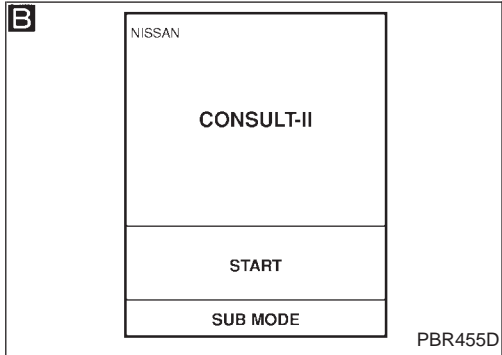 B
NISSAN
CONSULT-II
START
SUB MODE
PBR455D